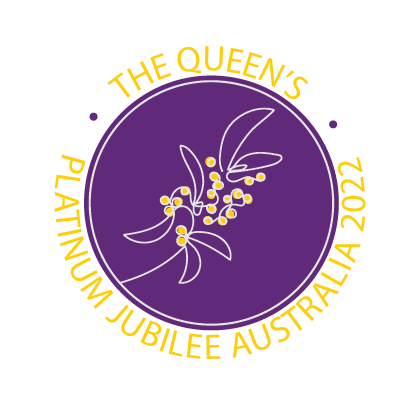 THE QUEEN'S
PLATINUM JUBILEE AUSTRALIA 2022